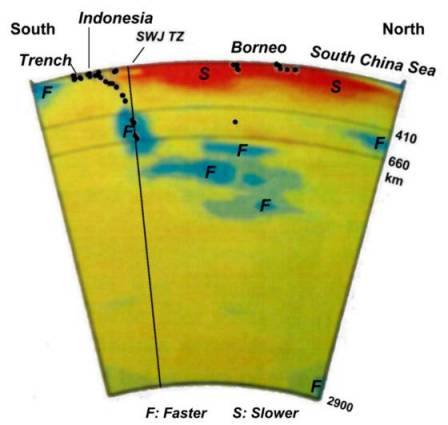 Indonesia
South
SWJ TZ
North
Trench
Borneo
South China Sea
S
S
F
F
F
410
F
660
km
F
F
F
2900
F: Faster S: Slower